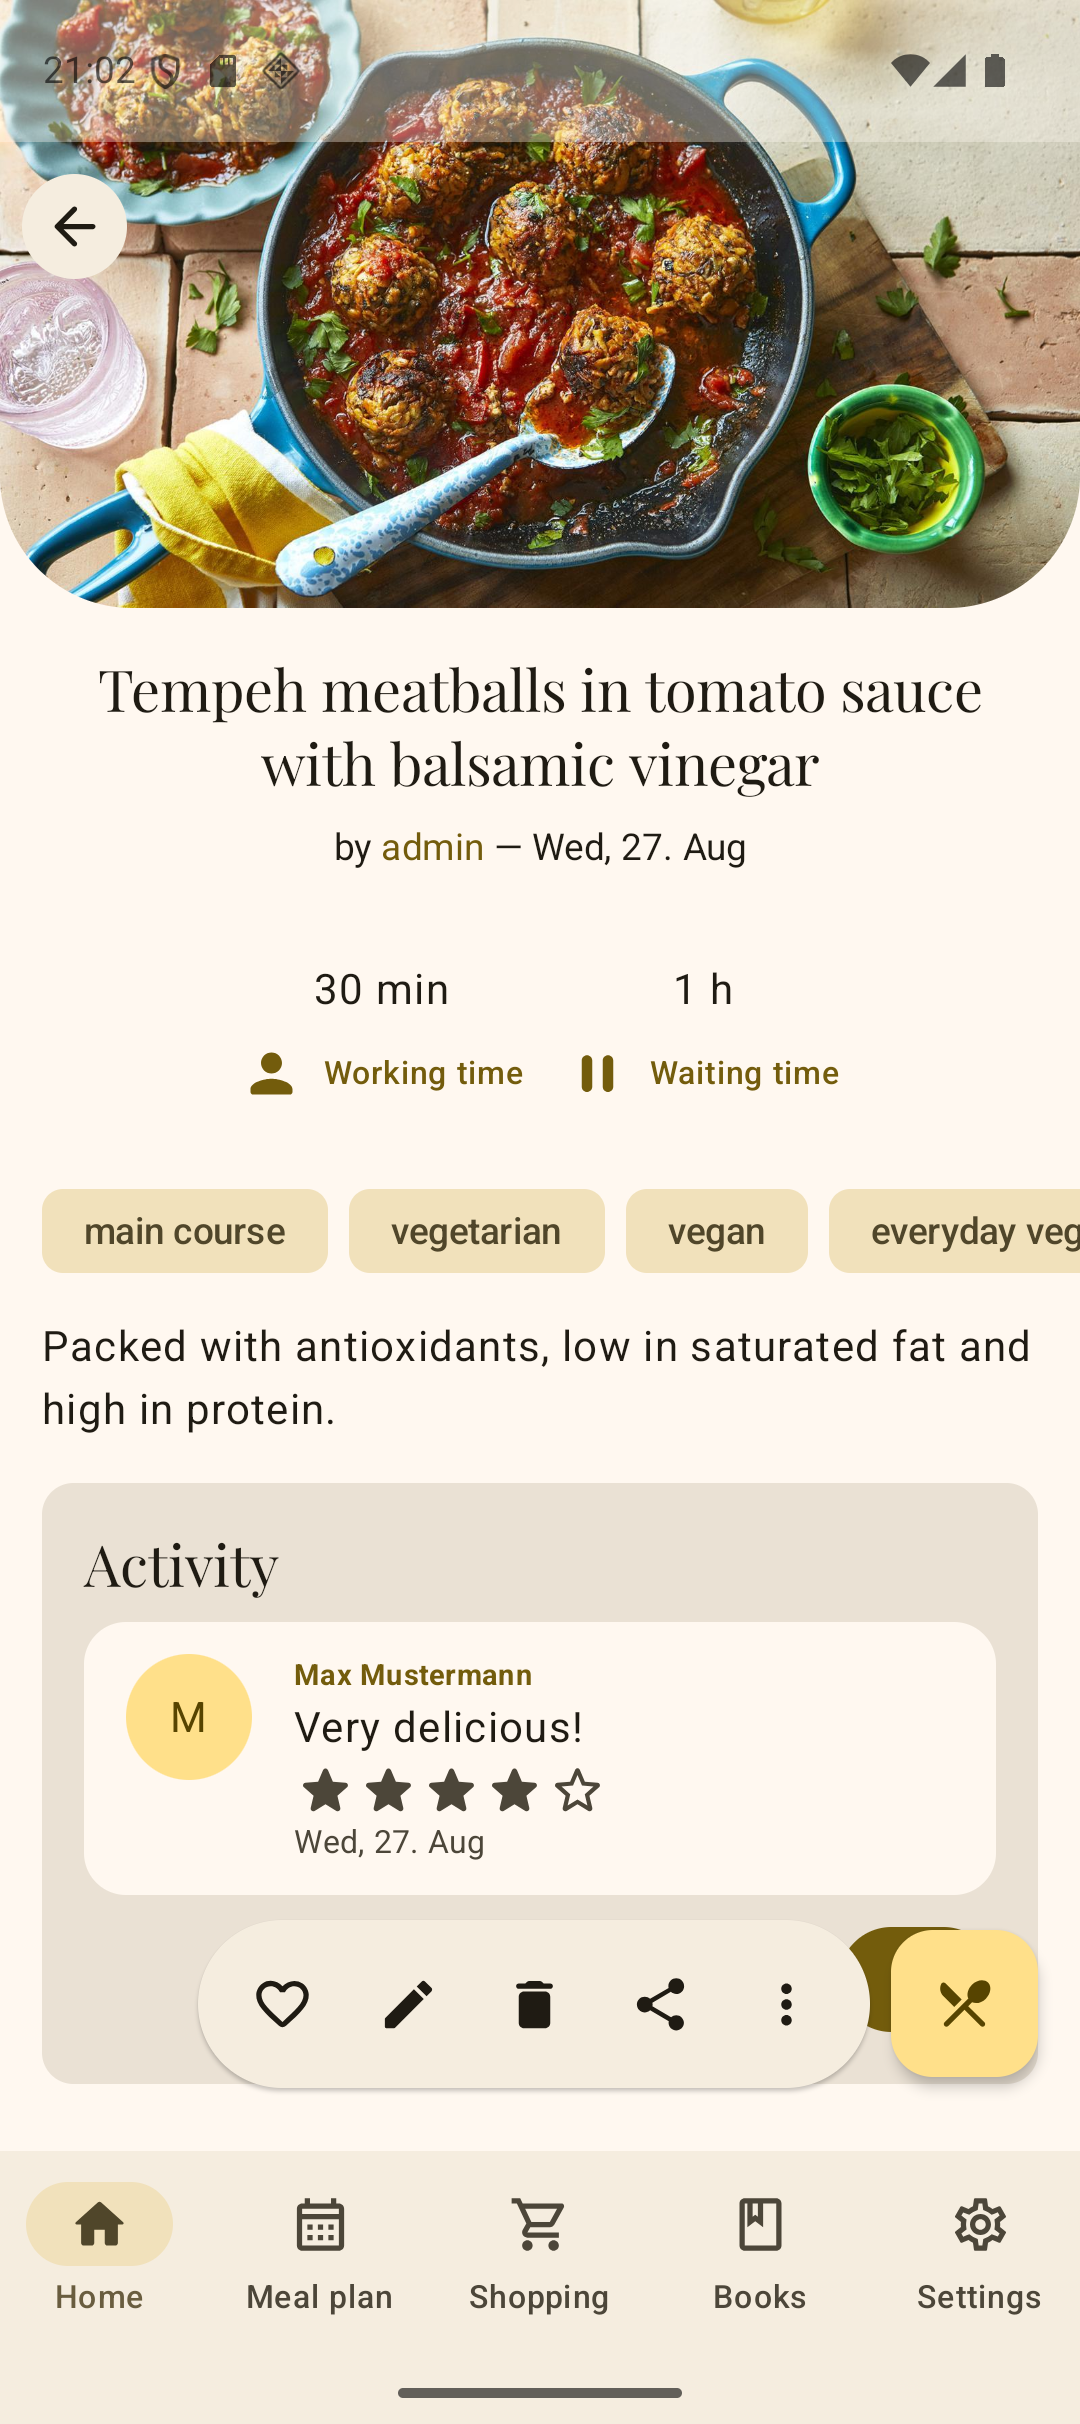 21:02
Tempeh meatballs in tomato sauce
with balsamic vinegar
by admin — Wed, 27. Aug
30 min
1 h
Working time
Waiting time
main course
vegetarian
vegan
everyday veg
Packed with antioxidants, low in saturated fat and
high in protein.
Activity
M
Max Mustermann
Very delicious!
Wed, 27. Aug
Home
Meal plan
Shopping
Books
Settings